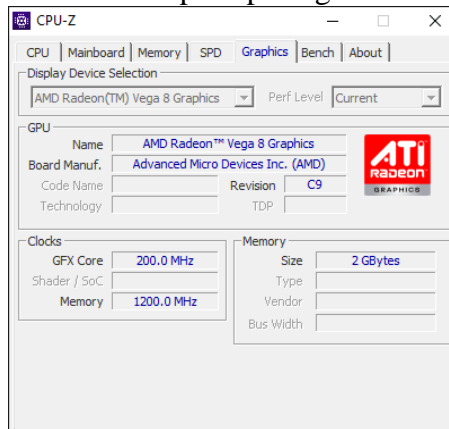 CPU-Z
CPU Mainboard Memory SPD Graphics Bench About
Display Device Selection
AMD Radeon(TM) Vega 8 Graphics Perf Level Current
GPU
Name AMD Radeon™ Vega 8 Graphics
Board Manuf. Advanced Micro Devices Inc. (AMD)
Code Name Revision C9
Technology TDP
ATI
RADEON
GRAPHICS
Clocks
GFX Core 200.0 MHz
Shader / SoC
Memory 1200.0 MHz
Memory
Size 2 GBytes
Type
Vendor
Bus Width